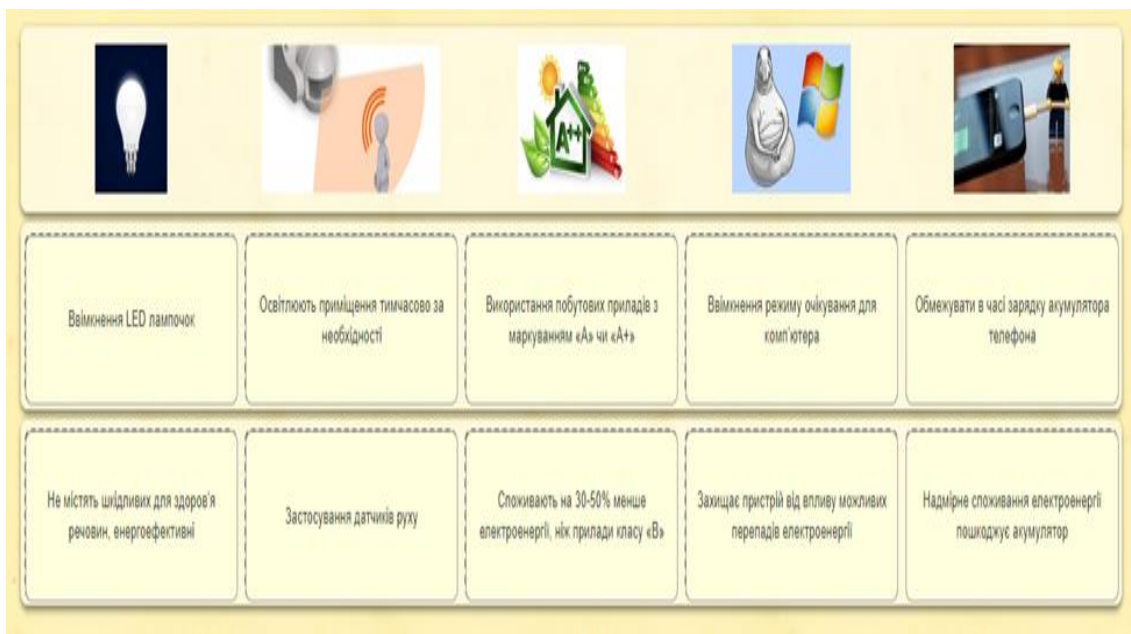 A++
Ввімкнення LED лампочок
Освітлюють приміщення тимчасово за
необхідності
Використання побутових приладів з
маркуванням «А» чи «А+»
Ввімкнення режиму очікування для
комп'ютера
Обмежувати в часі зарядку акумулятора
телефона
Не містять шкідливих для здоров'я
речовин, енергоефективні
Застосування датчиків руху
Споживають на 30-50% менше
електроенергії, ніж прилади класу «В»
Захищає пристрій від впливу можливих
перепадів електроенергії
Надмірне споживання електроенергії
пошкоджує акумулятор